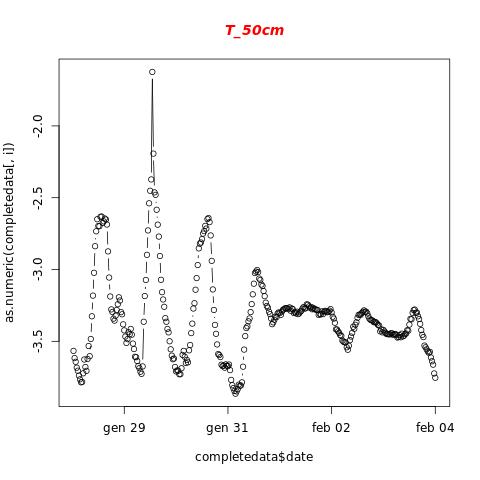 T_50cm
as.numeric(completedata[, i])
-2.0
-2.5
-3.0
-3.5
gen 29
gen 31
feb 02
feb 04
completedata$date